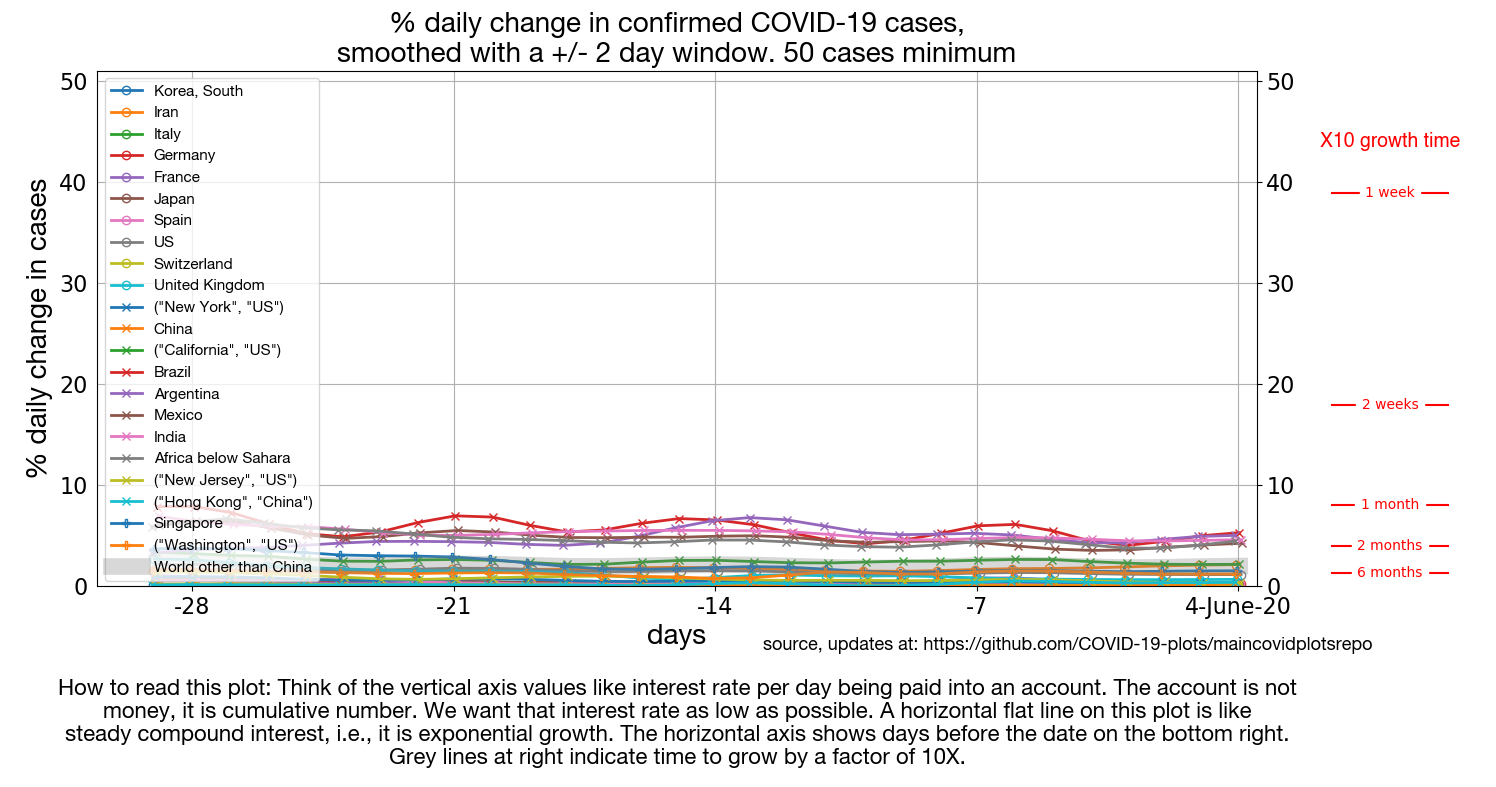 % daily change in confirmed COVID-19 cases,
smoothed with a +/- 2 day window. 50 cases minimum
% daily change in cases
50
40
30
20
10
0
Korea, South
Iran
Italy
Germany
France
Japan
Spain
US
Switzerland
United Kingdom
("New York", "US")
China
("California", "US")
Brazil
Argentina
Mexico
India
Africa below Sahara
("New Jersey", "US")
("Hong Kong", "China")
Singapore
("Washington", "US")
World other than China
50
40
30
20
10
0
X10 growth time
1 week
2 weeks
1 month
2 months
6 months
-28
-21
-14
-7
4-June-20
days
source, updates at: https://github.com/COVID-19-plots/maincovidplotsrepo
How to read this plot: Think of the vertical axis values like interest rate per day being paid into an account. The account is not
money, it is cumulative number. We want that interest rate as low as possible. A horizontal flat line on this plot is like
steady compound interest, i.e., it is exponential growth. The horizontal axis shows days before the date on the bottom right.
Grey lines at right indicate time to grow by a factor of 10X.